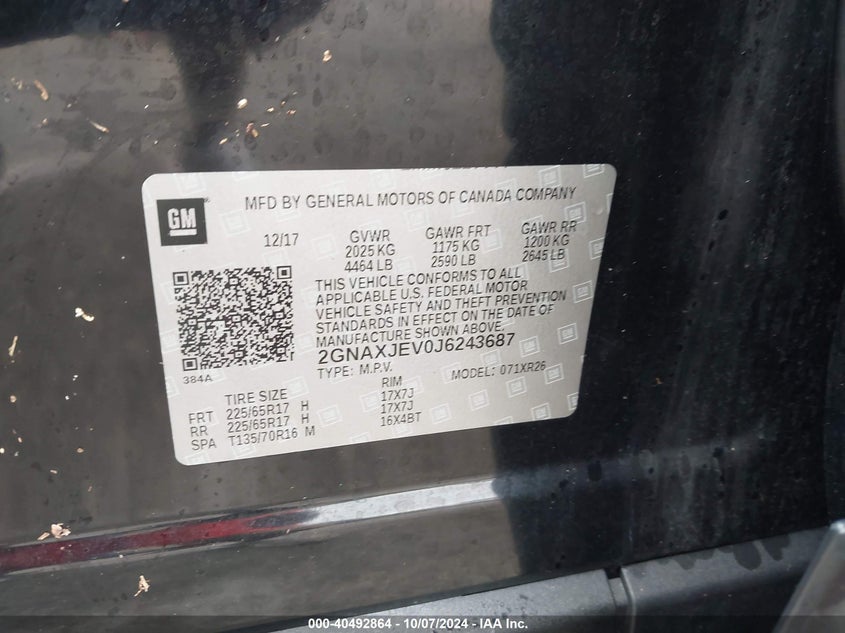 GM
MFD BY GENERAL MOTORS OF CANADA COMPANY
12/17 GVWR GAWR FRT GAWR RR
2025 KG 1175 KG 1200 KG
4464 LB 2590 LB 2645 LB
THIS VEHICLE CONFORMS TO ALL
APPLICABLE U.S. FEDERAL MOTOR
VEHICLE SAFETY AND THEFT PREVENTION
STANDARDS IN EFFECT ON THE DATE OF
MANUFACTURE SHOWN ABOVE.
2GNAXJEV0J6243687
TYPE: M.P.V. MODEL: 071XR26
384A
TIRE SIZE RIM
FRT 225/65R17 H 17X7J
RR 225/65R17 H 17X7J
SPA T135/70R16 M 16X4BT
000-40492864 - 10/07/2024 - IAA Inc.